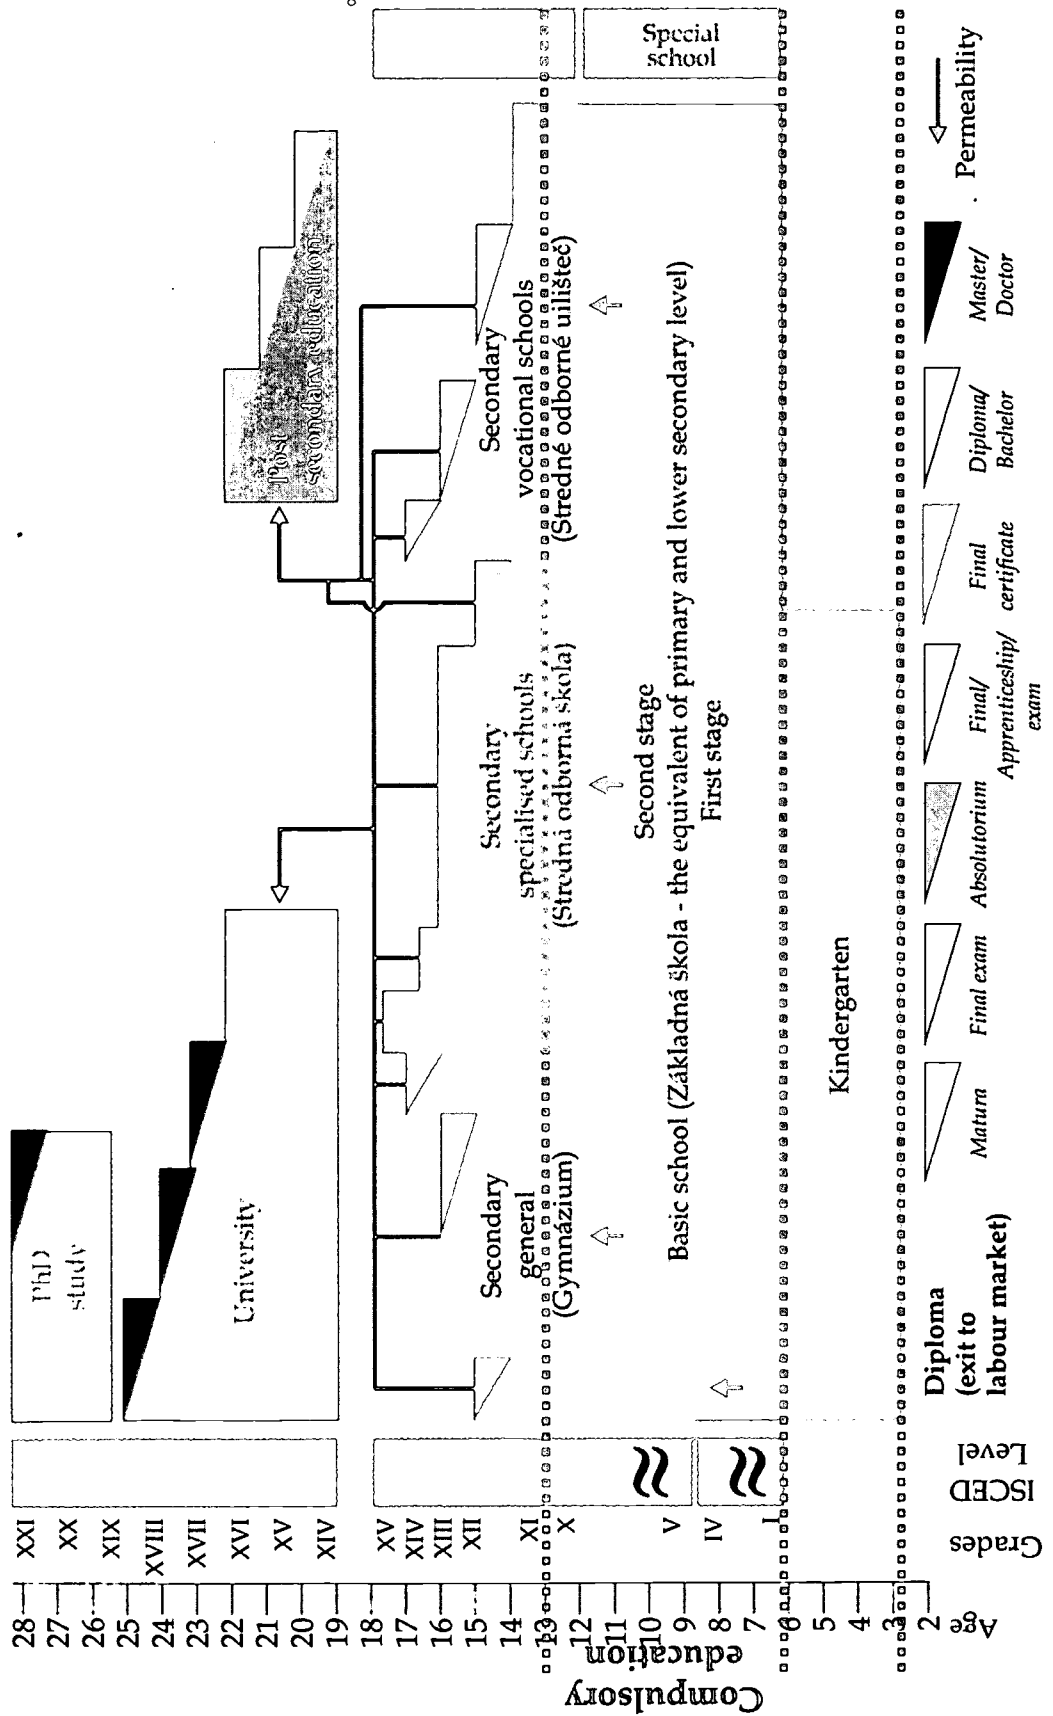 Special
school
Post
secondary education
PhD
study
University
Secondary
general
(Gymnázium)
Secondary
specialised schools
(Stredná odborná škola)
Secondary
vocational schools
(Stredné odborné uilišteč)
Second stage
Basic school (Základná škola - the equivalent of primary and lower secondary level)
First stage
Kindergarten
Compulsory
education
Age
28
27
26
25
24
23
22
21
20
19
18
17
16
15
14
13
12
11
10
9
8
7
6
5
4
3
2
Grades
XXI
XX
XIX
XVIII
XVII
XVI
XV
XIV
XV
XIV
XIII
XII
XI
X
V
IV
I
ISCED
Level
Diploma
(exit to
labour market)
Matura
Final exam
Absolutorium
Final/
Apprenticeship/
exam
Final
certificate
Diploma/
Bachelor
Master/
Doctor
Permeability